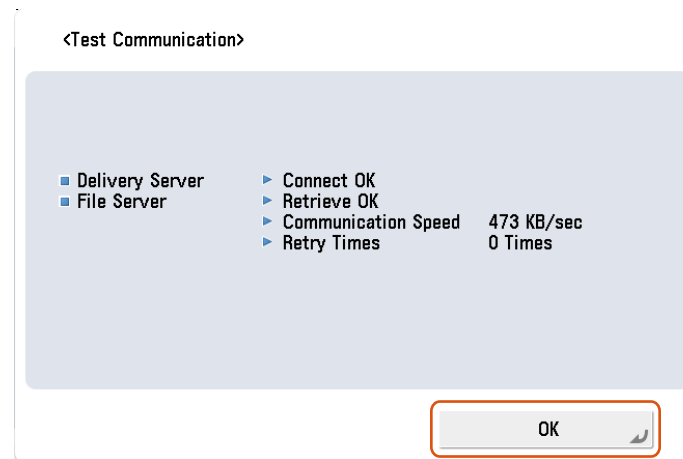 <Test Communication>
Delivery Server Connect OK
File Server Retrieve OK
Communication Speed 473 KB/sec
Retry Times 0 Times
OK